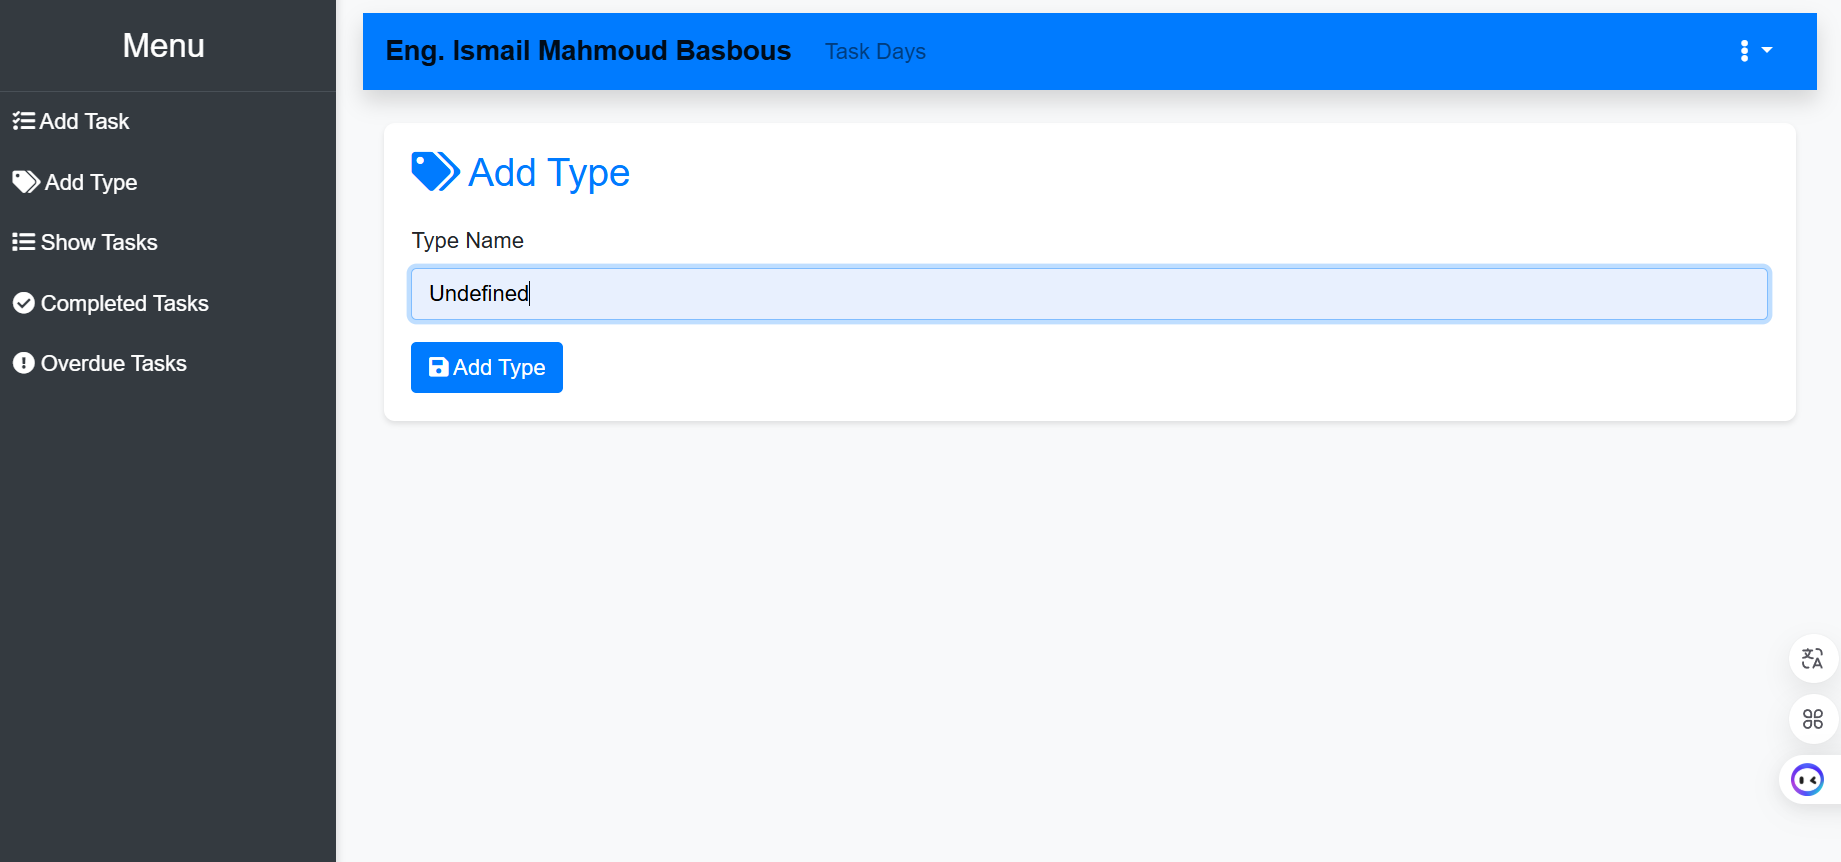 Menu
Add Task
Add Type
Show Tasks
Completed Tasks
Overdue Tasks
Eng. Ismail Mahmoud Basbous Task Days
Add Type
Type Name
Undefined
Add Type